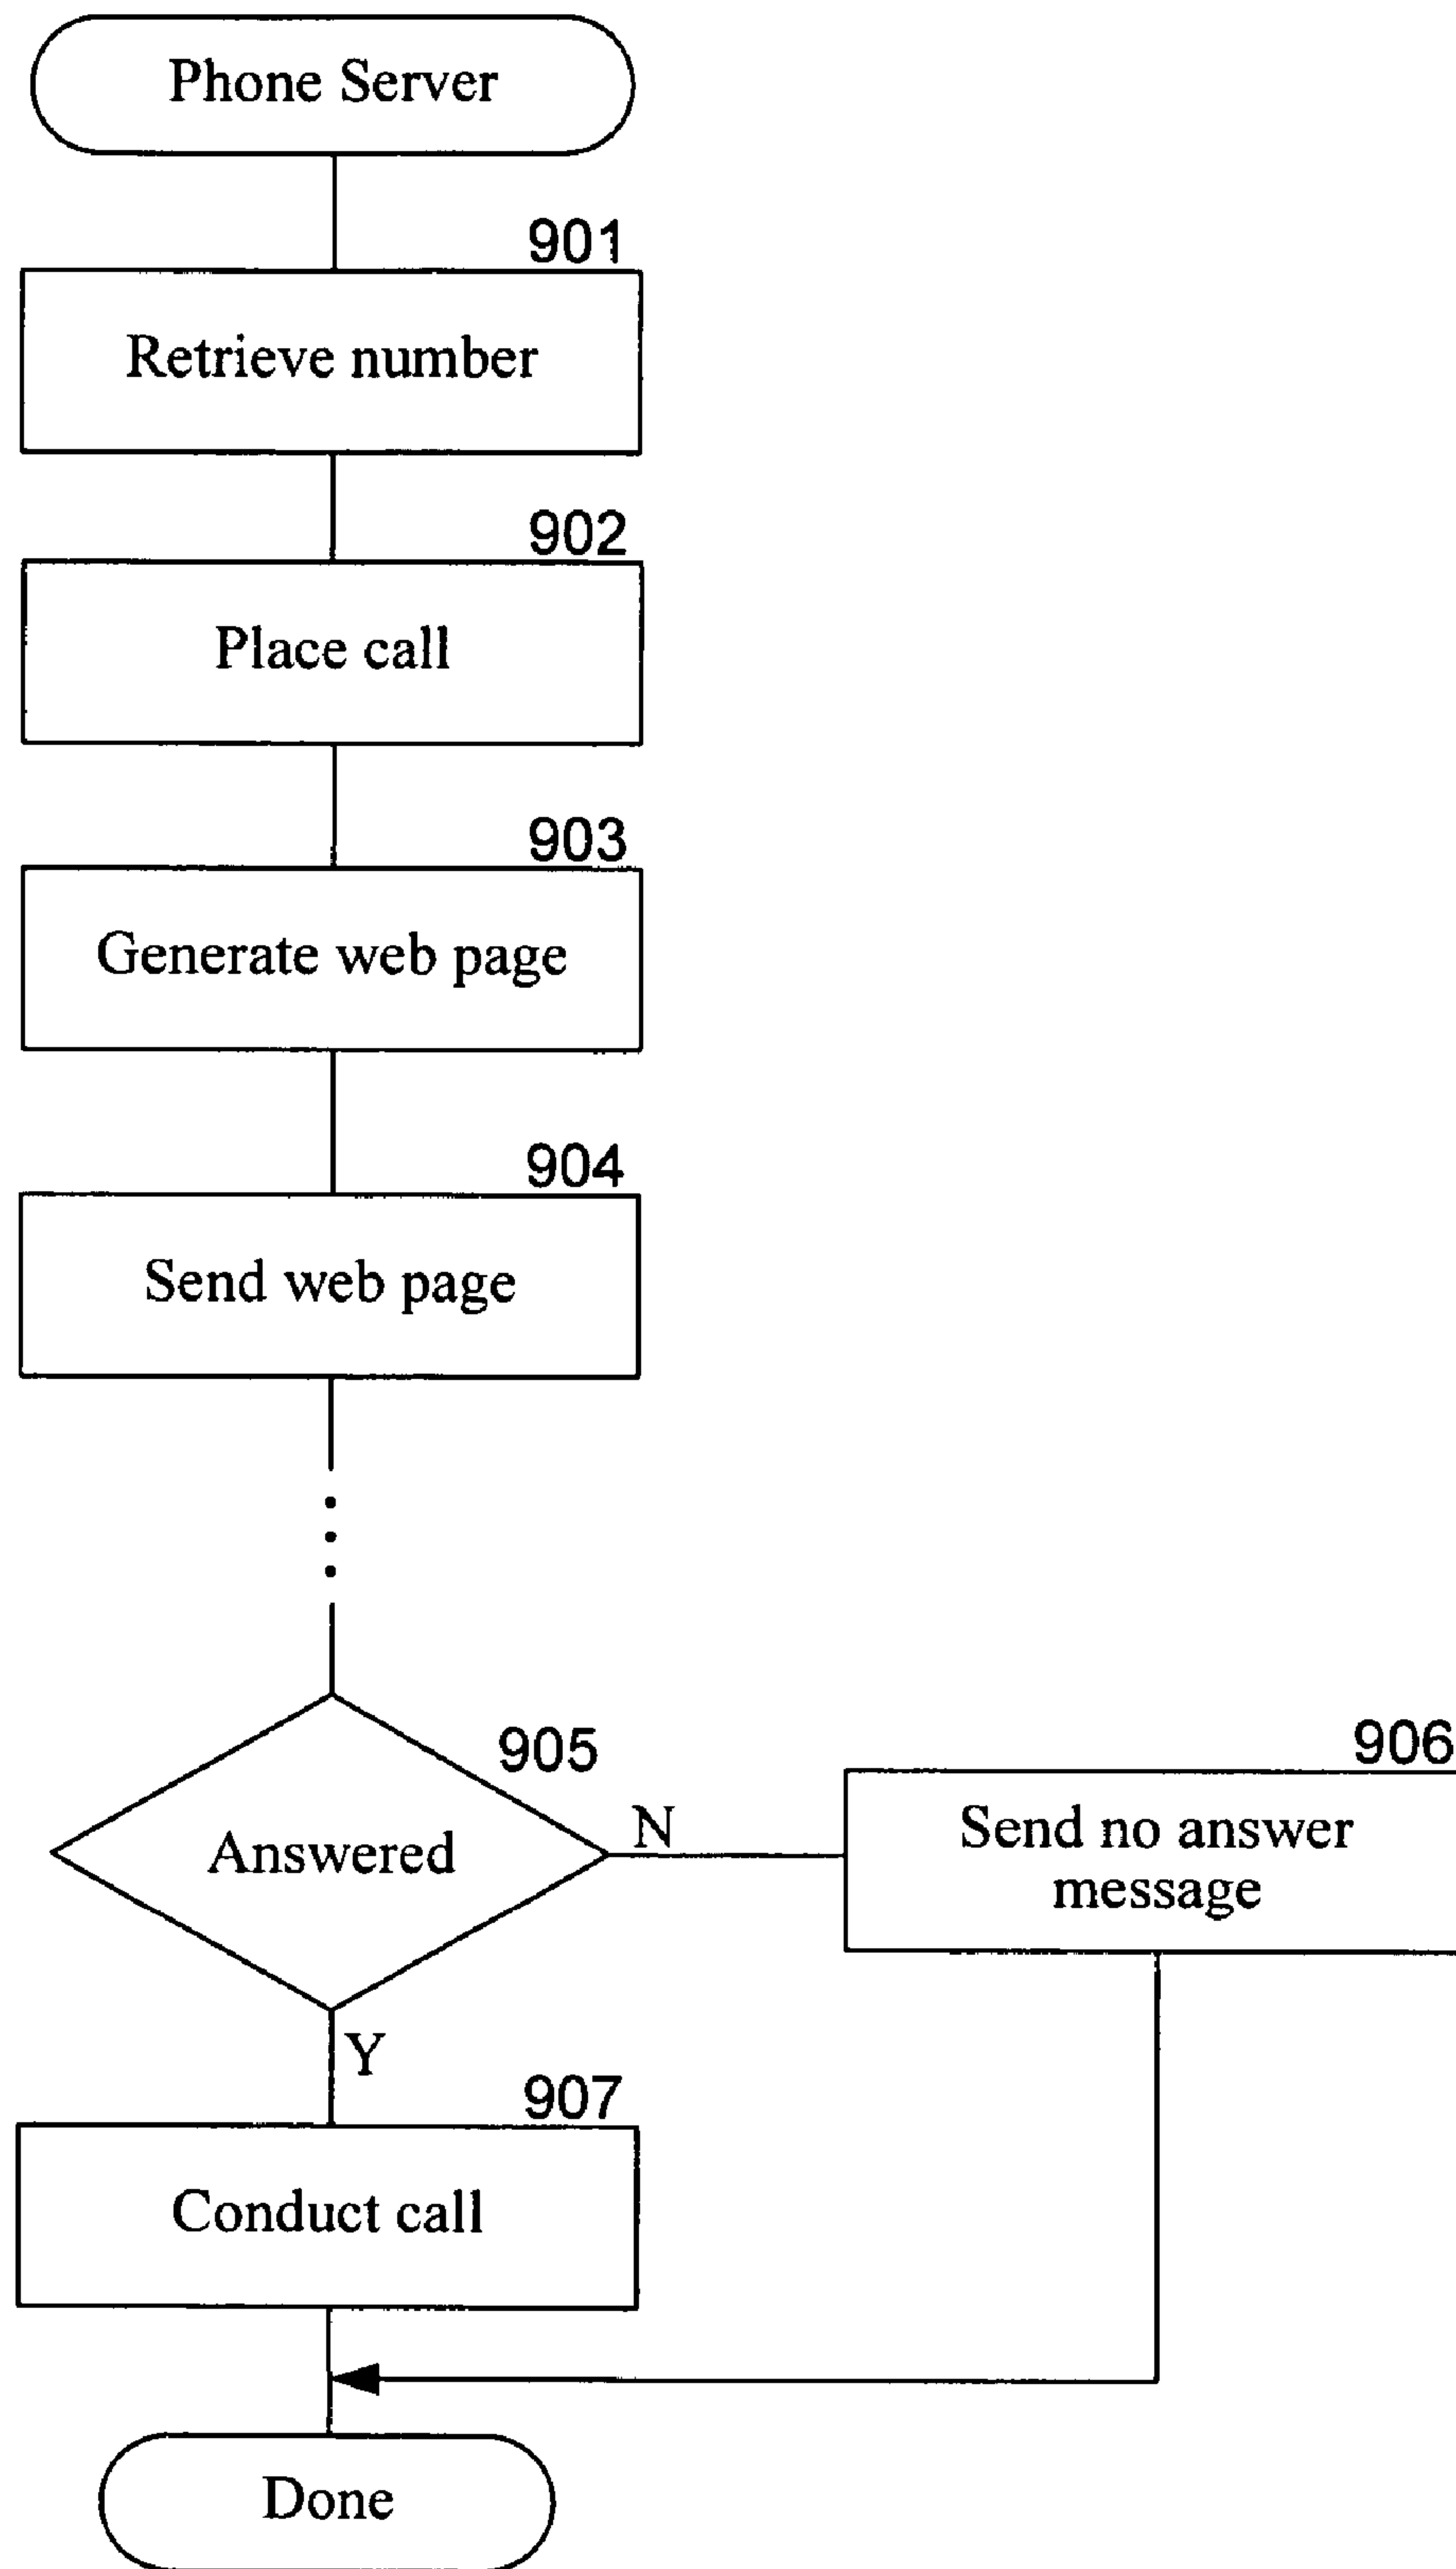 Phone Server
901
Retrieve number
902
Place call
903
Generate web page
904
Send web page
905
Answered
N
906
Send no answer
message
Y
907
Conduct call
Done